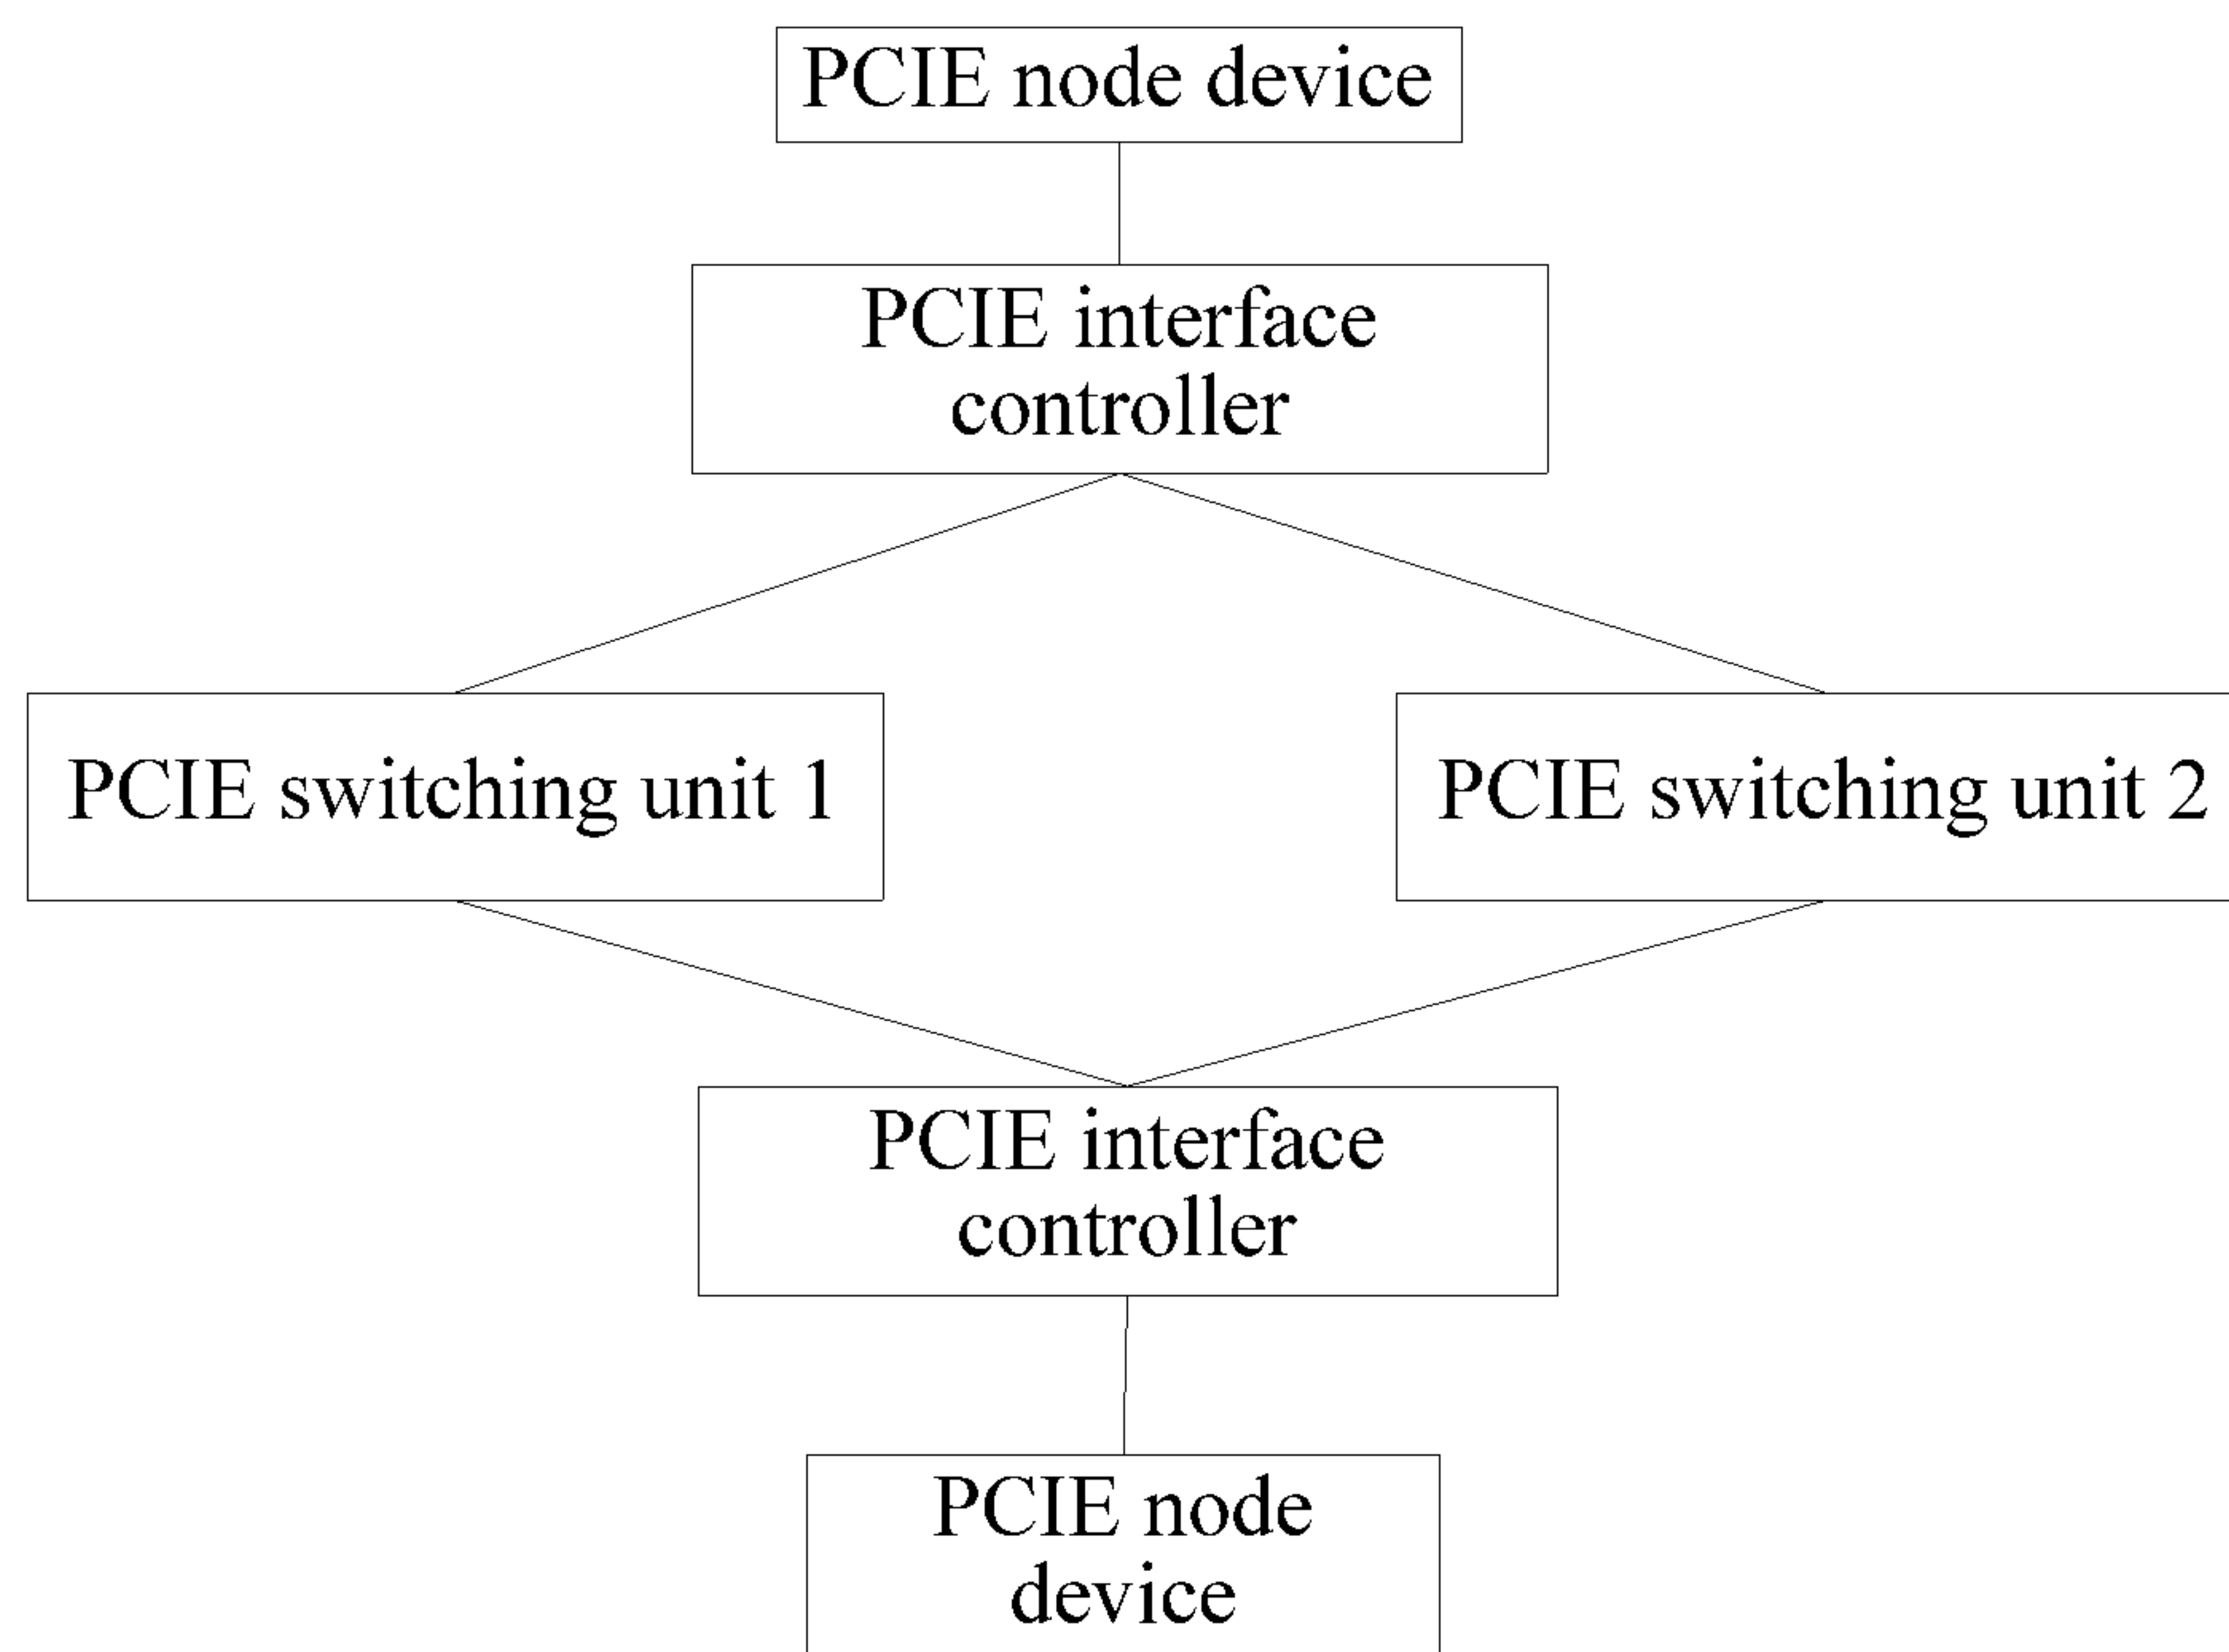 PCIE node device
PCIE interface
controller
PCIE switching unit 1
PCIE switching unit 2
PCIE interface
controller
PCIE node
device